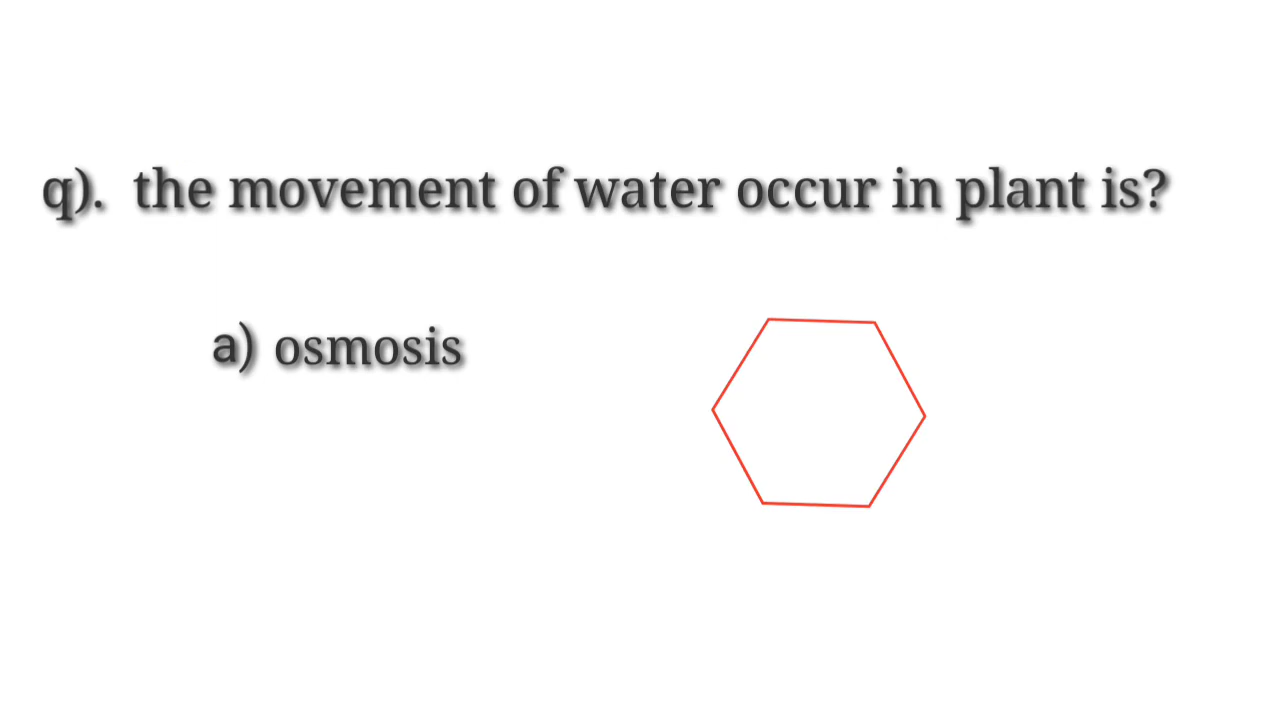 q). the movement of water occur in plant is?
a) osmosis